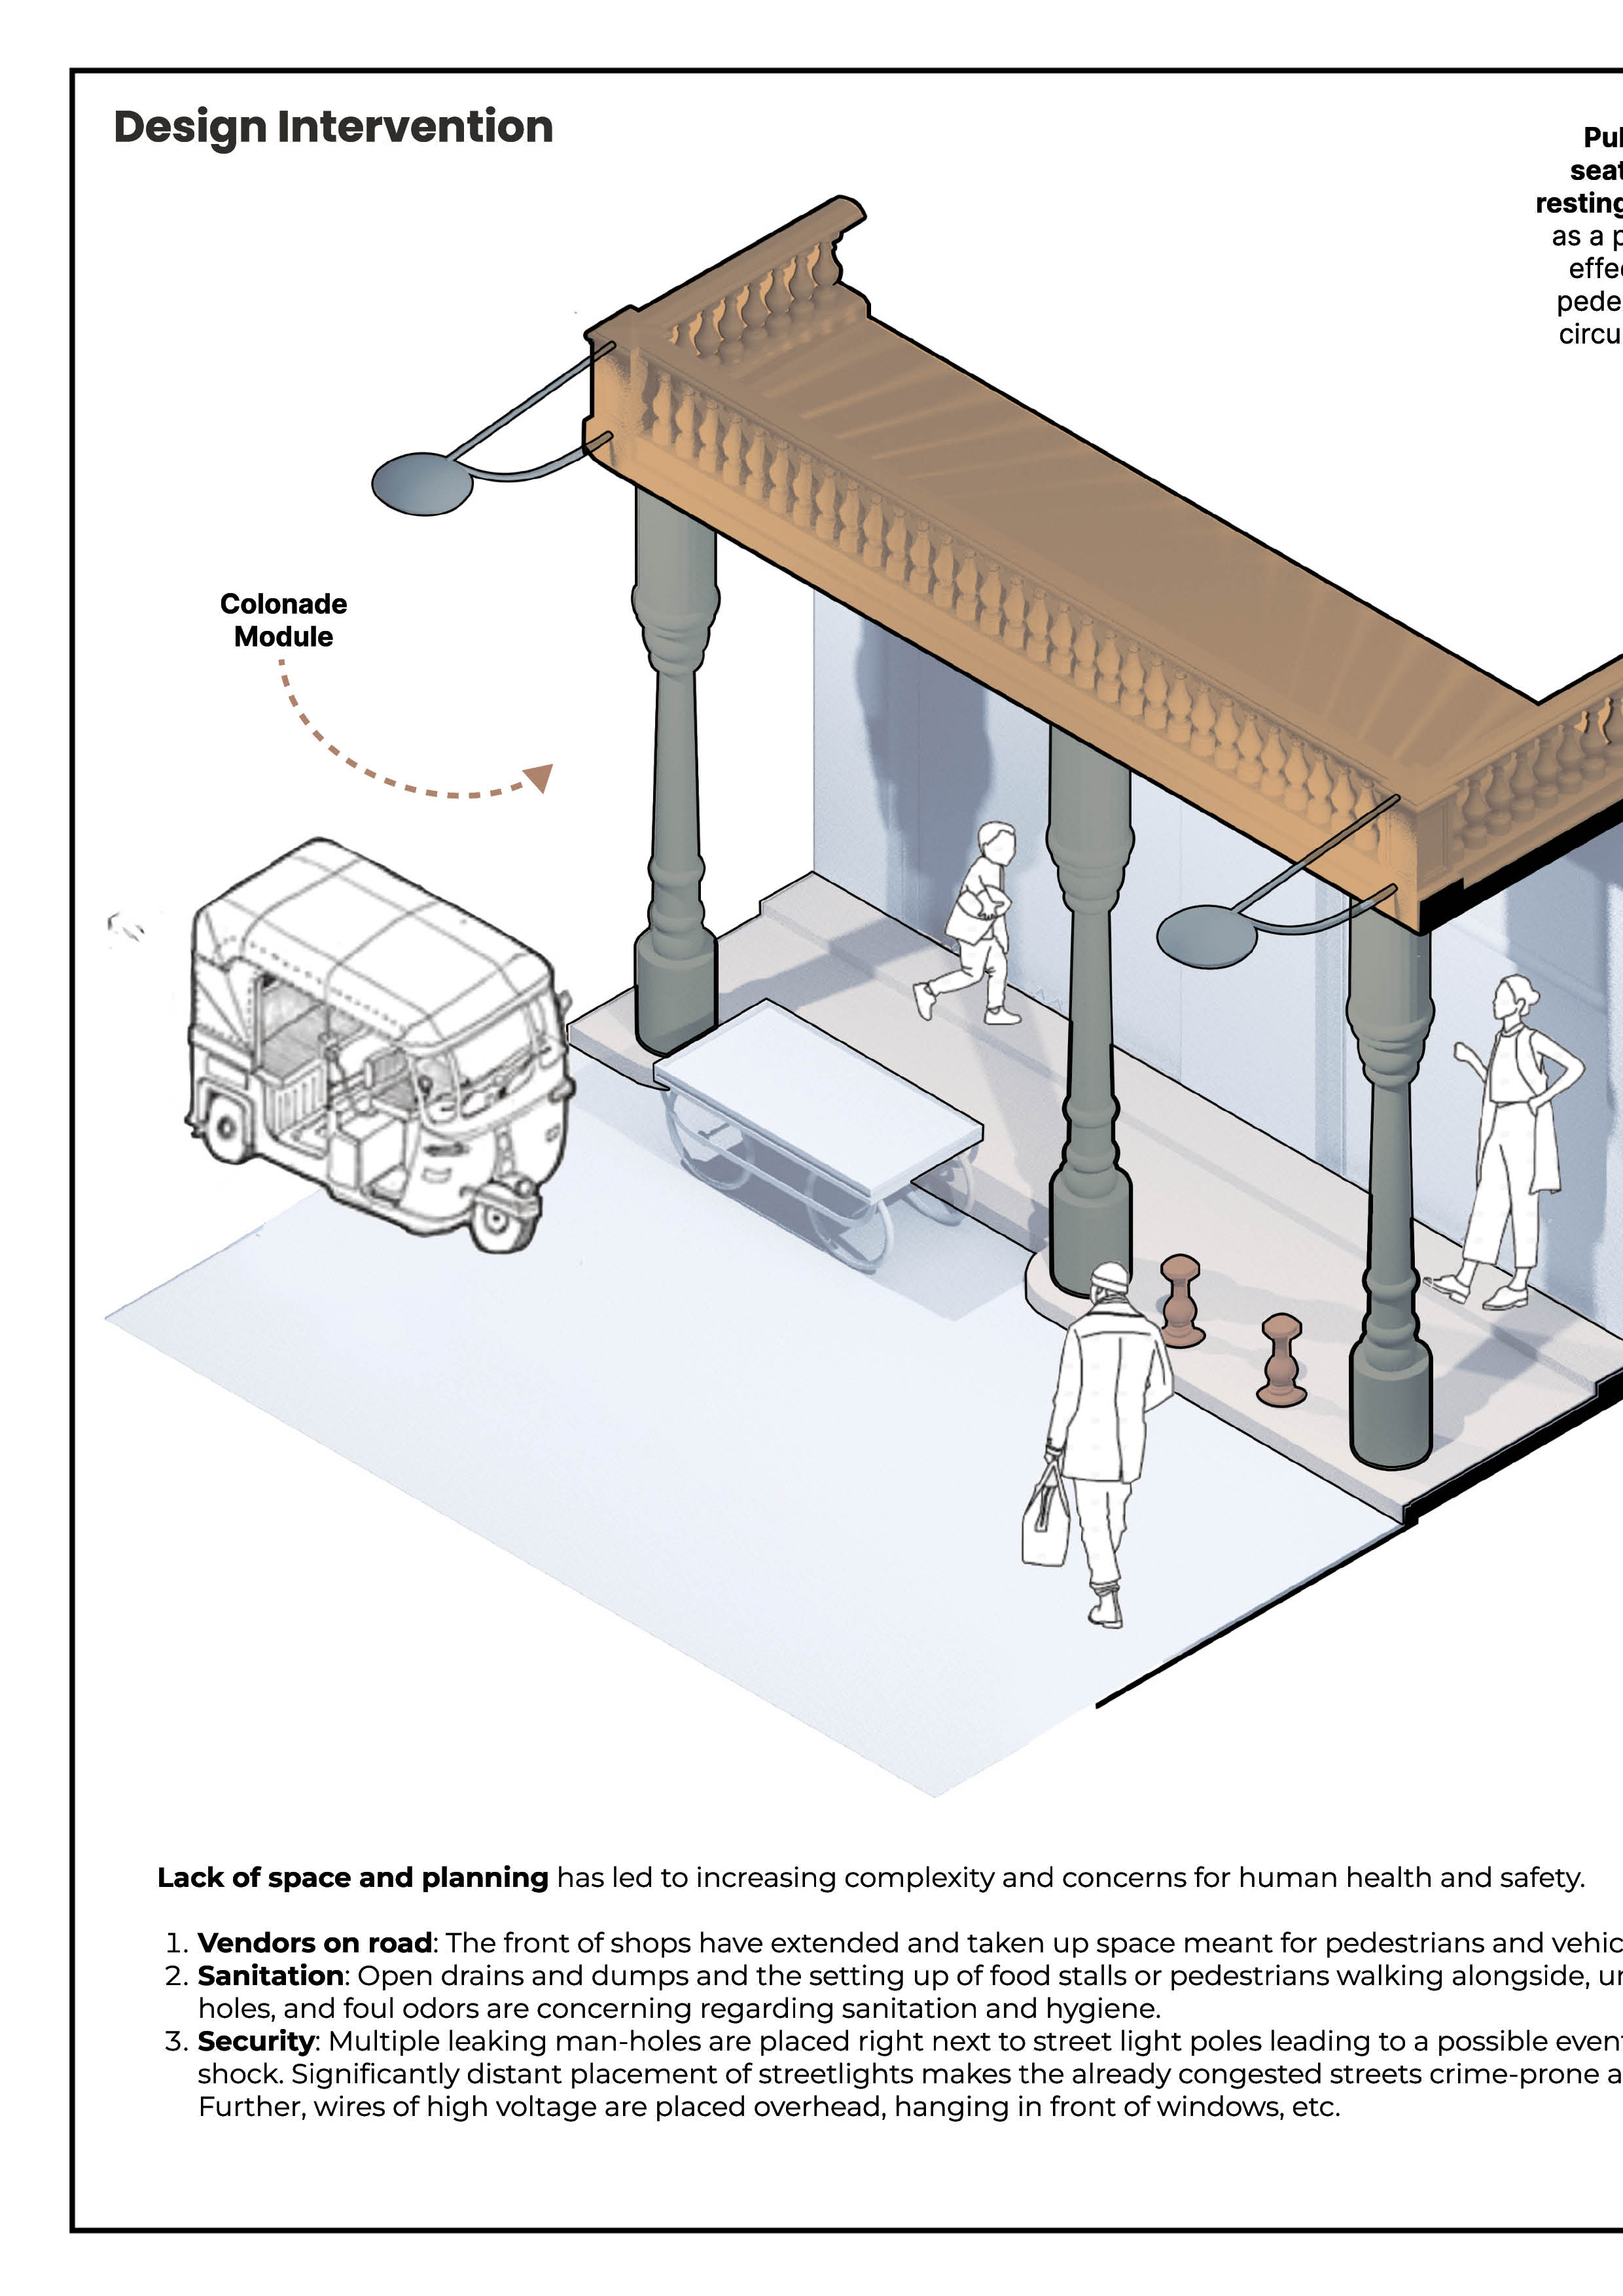 Design Intervention
seat
resting
as a p
effec
pede
circu
Colonade
Module
Lack of space and planning has led to increasing complexity and concerns for human health and safety.
1. Vendors on road: The front of shops have extended and taken up space meant for pedestrians and vehic
2. Sanitation: Open drains and dumps and the setting up of food stalls or pedestrians walking alongside, 
holes, and foul odors are concerning regarding sanitation and hygiene.
3. Security: Multiple leaking man-holes are placed right next to street light poles leading to a possible even
shock. Significantly distant placement of streetlights makes the already congested streets crime-prone a
Further, wires of high voltage are placed overhead, hanging in front of windows, etc.